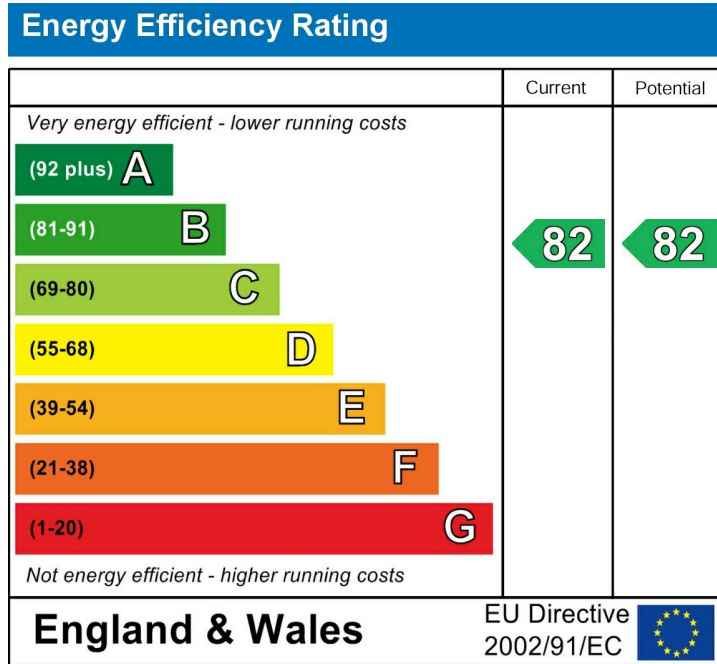 Energy Efficiency Rating
Current Potential
Very energy efficient - lower running costs
(92 plus) A
(81-91) B
82 82
(69-80) C
(55-68) D
(39-54) E
(21-38) F
(1-20) G
Not energy efficient - higher running costs
England & Wales
EU Directive
2002/91/EC